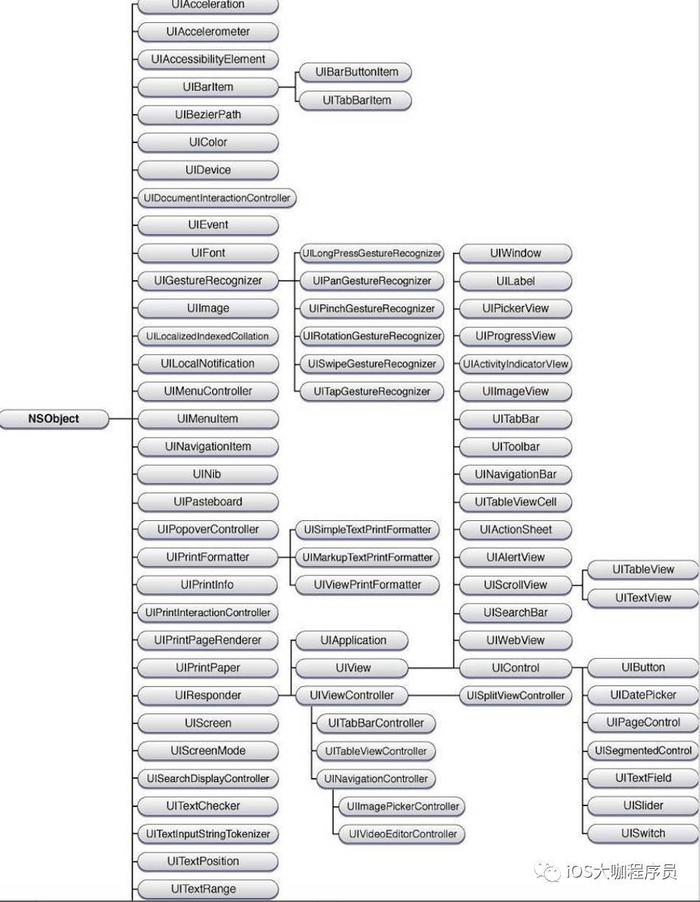 UIAcceleration
UIAccelerometer
UIAccessibilityElement
UIBarItem
UIBarButtonItem
UITabBarItem
UIBezierPath
UIColor
UIDevice
UIDocumentInteractionController
UIEvent
UIFont
UIGestureRecognizer
UIImage
UILocalizedIndexedCollation
UILocalNotification
UIMenuController
NSObject
UIMenuItem
UINavigationItem
UINib
UIPasteboard
UIPopoverController
UIPrintFormatter
UIPrintInfo
UIPrintInteractionController
UIPrintPageRenderer
UIPrintPaper
UIResponder
UIScreen
UIScreenMode
UISearchDisplayController
UITextChecker
UITextInputStringTokenizer
UITextPosition
UITextRange
UILongPressGestureRecognizer
UIPanGestureRecognizer
UIPinchGestureRecognizer
UIRotationGestureRecognizer
UISwipeGestureRecognizer
UITapGestureRecognizer
UISimpleTextPrintFormatter
UIMarkupTextPrintFormatter
UIViewPrintFormatter
UIApplication
UIView
UIViewController
UITabBarController
UITableViewController
UINavigationController
UIImagePickerController
UIVideoEditorController
UIWindow
UILabel
UIPickerView
UIProgressView
UIActivityIndicatorView
UIImageView
UITabBar
UIToolbar
UINavigationBar
UITableViewCell
UIActionSheet
UIAlertView
UIScrollView
UISearchBar
UIWebView
UIControl
UISplitViewController
UITableView
UITextView
UIButton
UIDatePicker
UIPageControl
UISegmentedControl
UITextField
UISlider
UISwitch
iOS大咖程序员